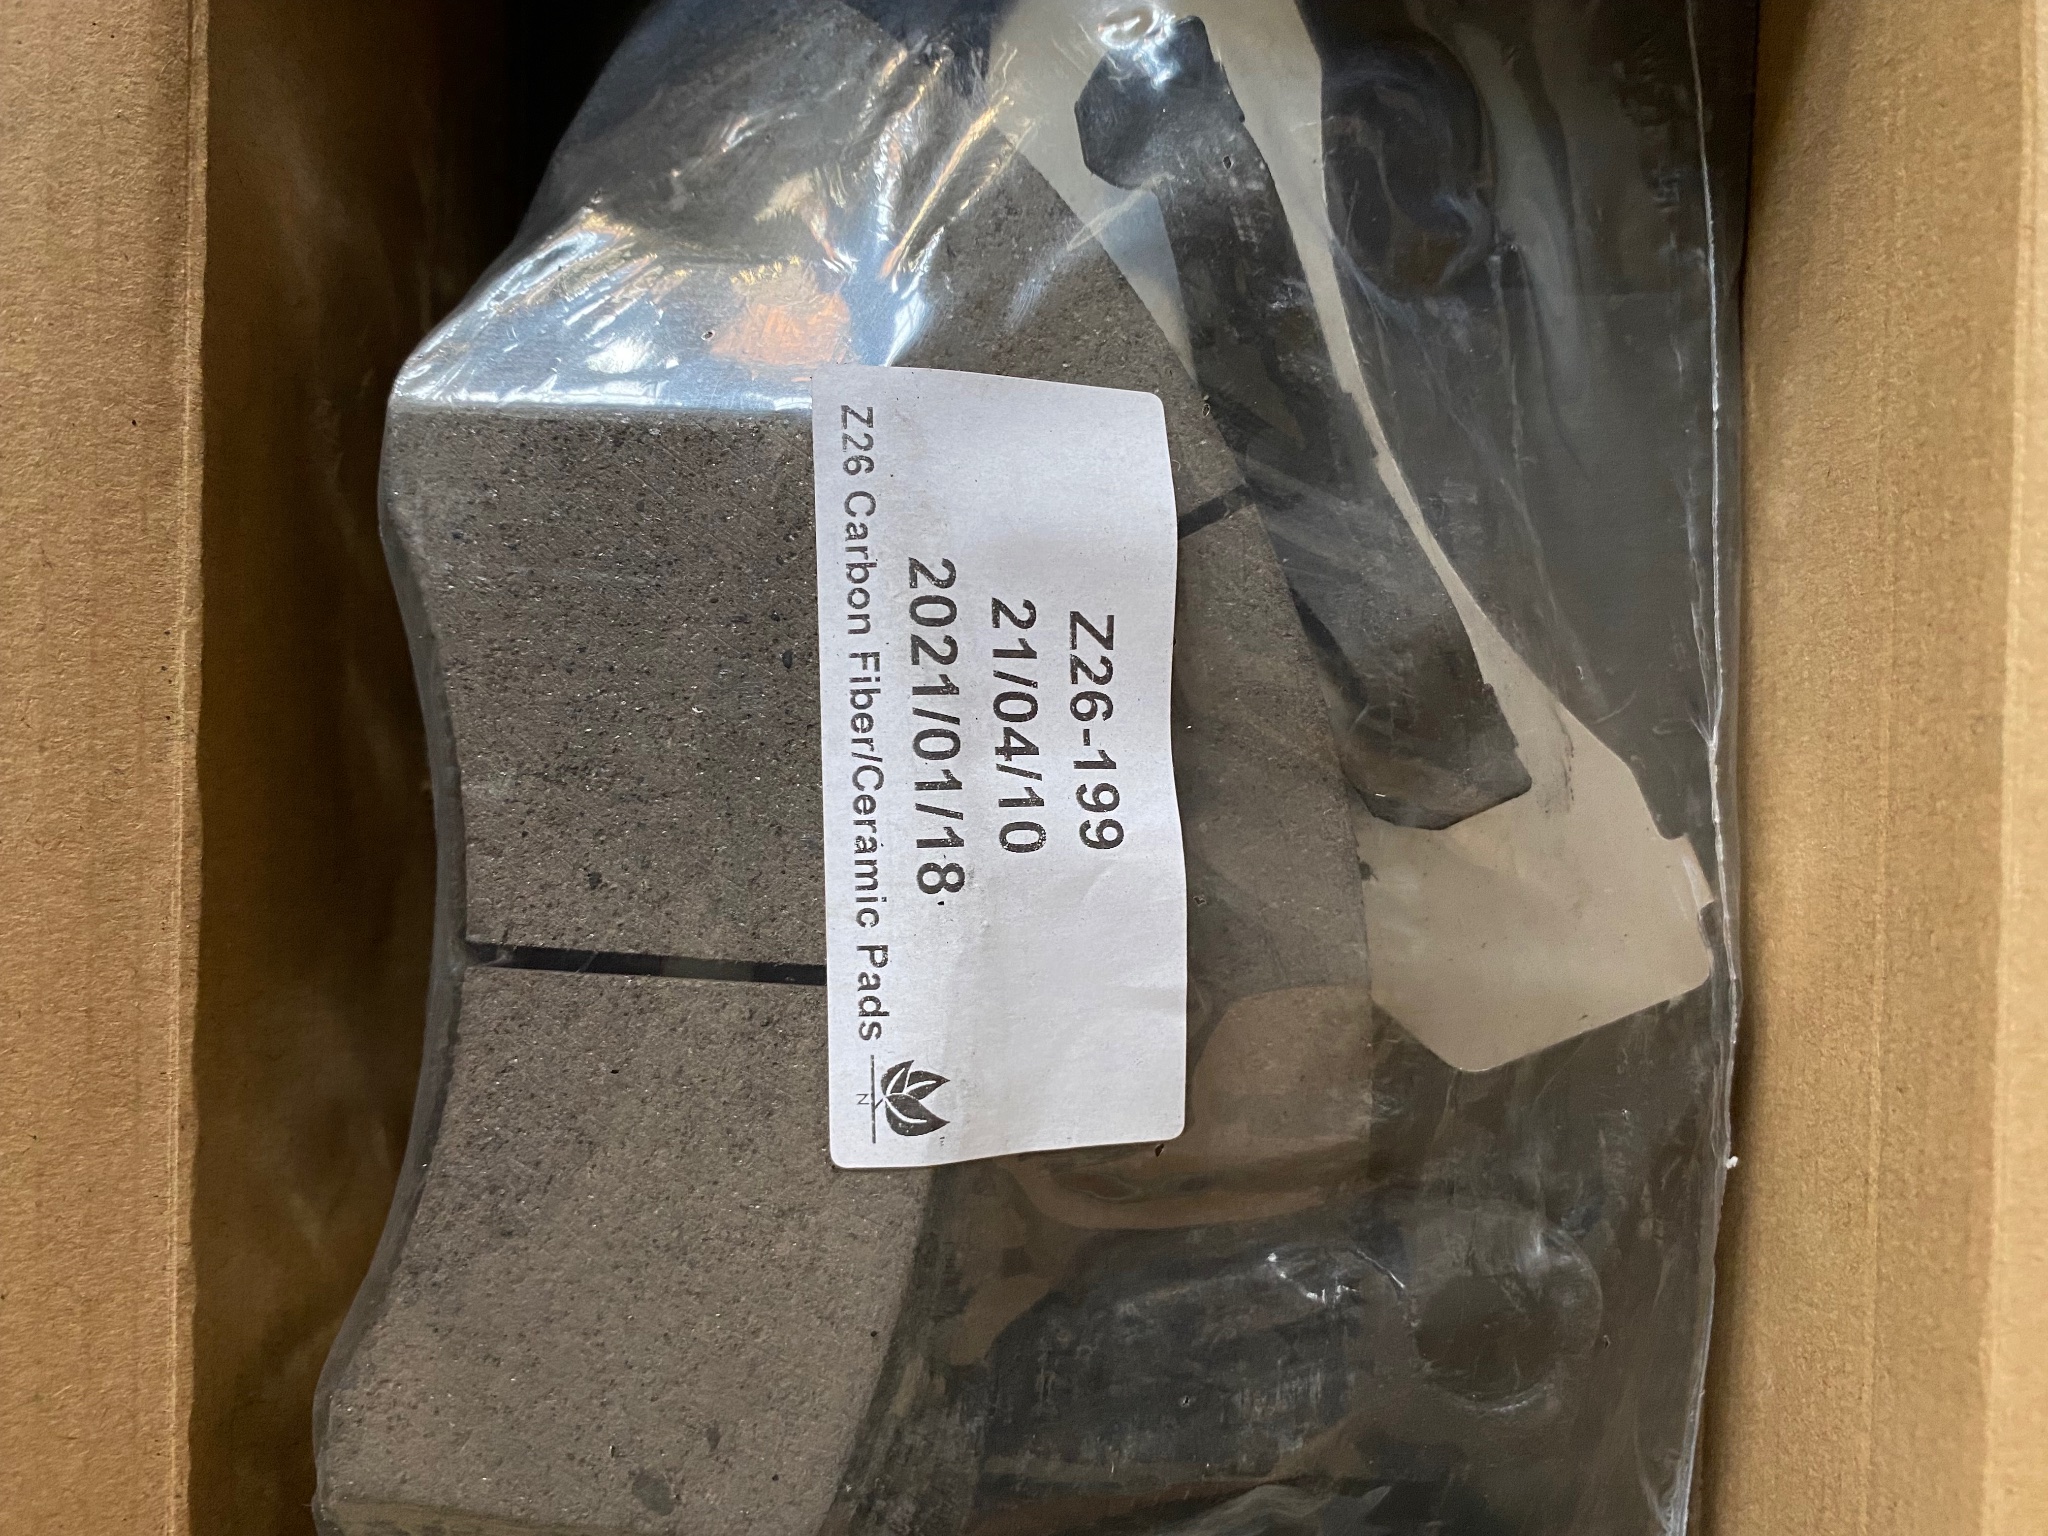 Z26-199
21/04/10
2021/01/18
Z26 Carbon Fiber/Ceramic Pads
N